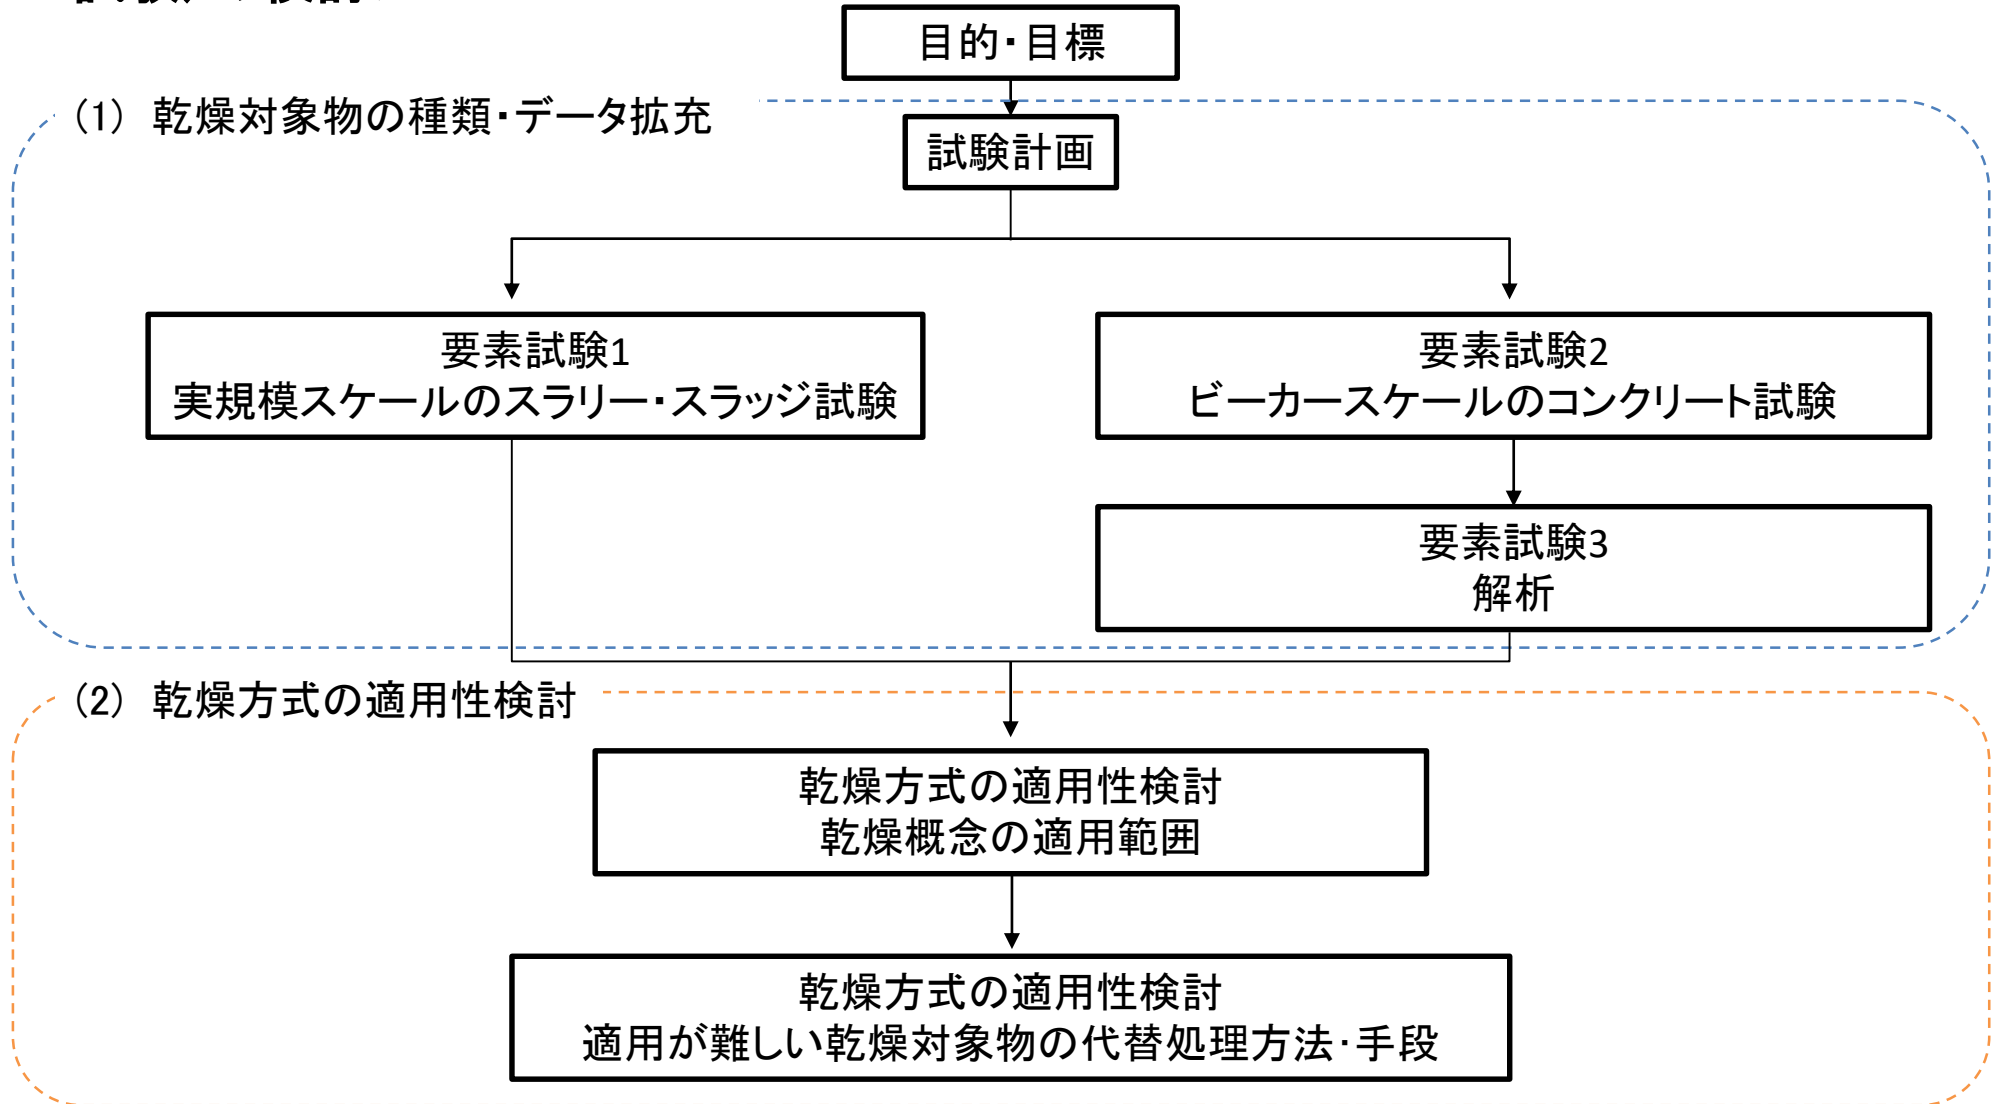 目的・目標
(1) 乾燥対象物の種類・データ拡充
試験計画
要素試験1
実規模スケールのスラリー・スラッジ試験
要素試験2
ビーカースケールのコンクリート試験
要素試験3
解析
(2) 乾燥方式の適用性検討
乾燥方式の適用性検討
乾燥概念の適用範囲
乾燥方式の適用性検討
適用が難しい乾燥対象物の代替処理方法・手段